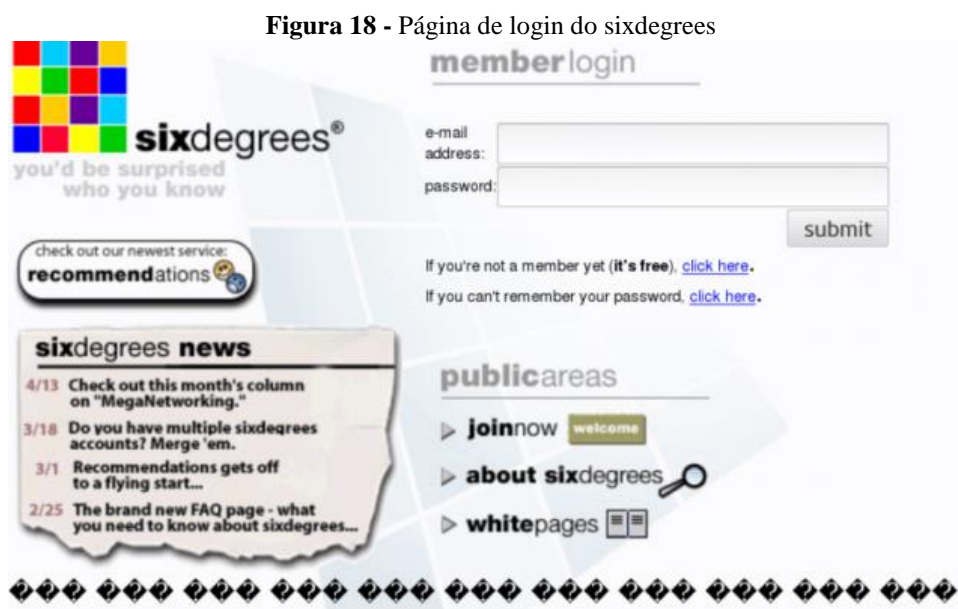 Figura 18 - Página de login do sixdegrees
sixdegrees®
you'd be surprised
who you know
check out our newest service:
recommendations
sixdegrees news
4/13 Check out this month's column
on "MegaNetworking."
3/18 Do you have multiple sixdegrees
accounts? Merge 'em.
3/1 Recommendations gets off
to a flying start...
2/25 The brand new FAQ page - what
you need to know about sixdegrees...
memberlogin
e-mail
address:
password:
submit
If you're not a member yet (it's free), click here.
If you can't remember your password, click here.
publicareas
joinnow welcome
about sixdegrees
whitepages
��� ��� ��� ��� ��� ��� ��� ��� ��� ��� ���